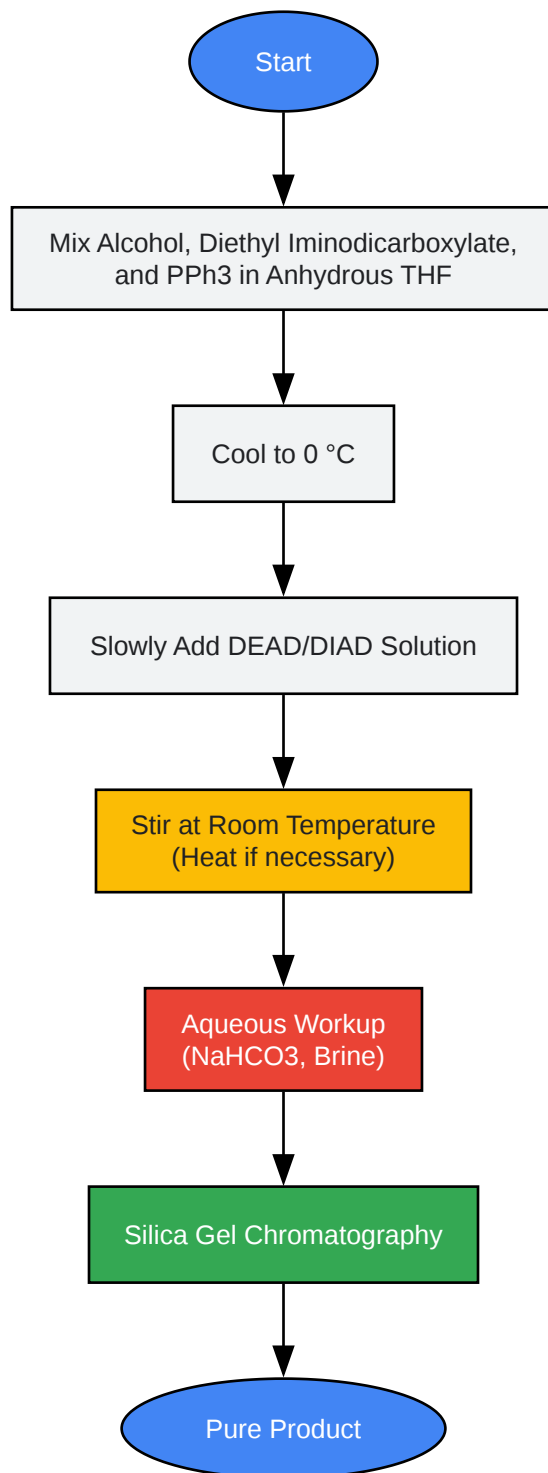 Start
Mix Alcohol, Diethyl Iminodicarboxylate,
and PPh3 in Anhydrous THF
Cool to 0 °C
Slowly Add DEAD/DIAD Solution
Stir at Room Temperature
(Heat if necessary)
Aqueous Workup
(NaHCO3, Brine)
Silica Gel Chromatography
Pure Product